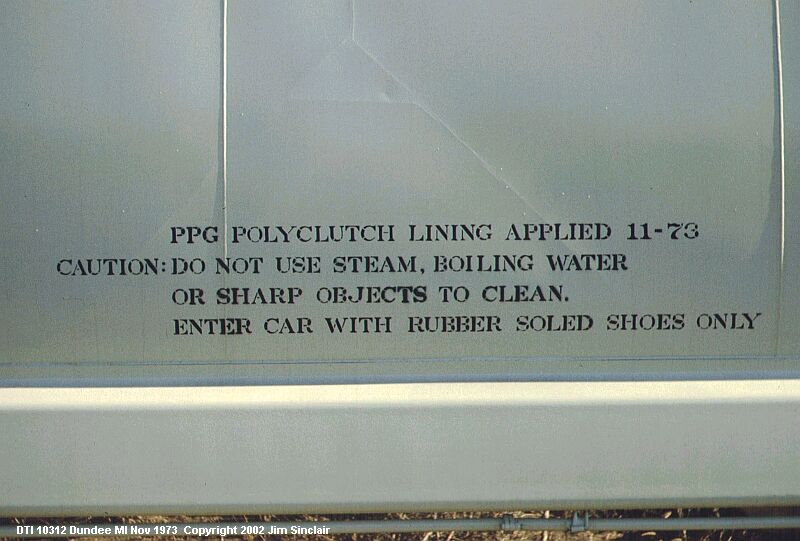 PPG POLYCLUTCH LINING APPLIED 11-73
CAUTION: DO NOT USE STEAM, BOILING WATER
OR SHARP OBJECTS TO CLEAN.
ENTER CAR WITH RUBBER SOLED SHOES ONLY
DTI 10312 Dundee MI Nov 1973 Copyright 2002 Jim Sinclair